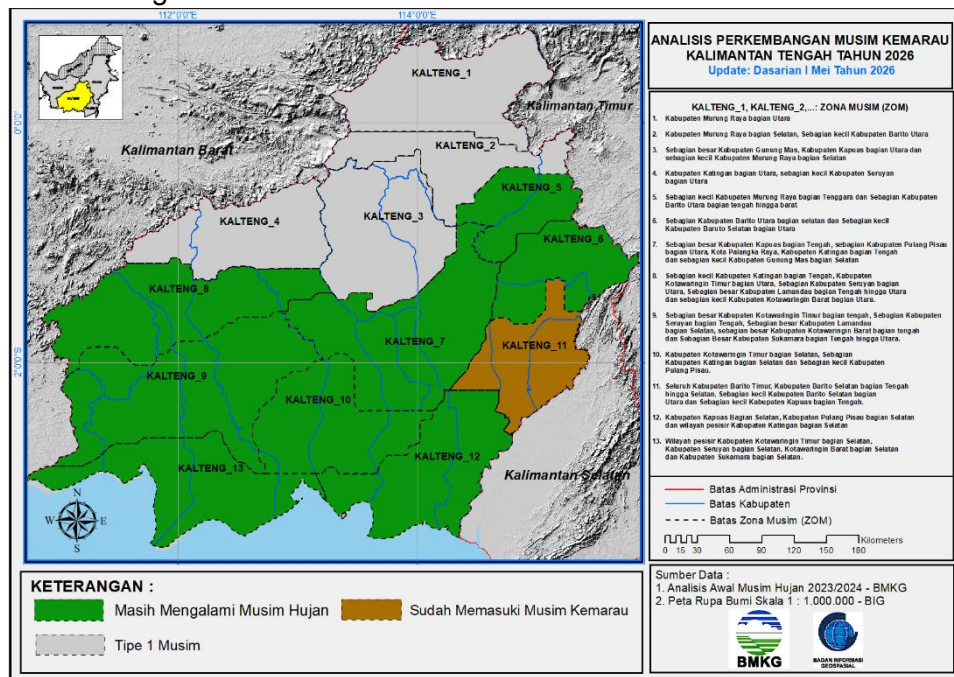 112°0'0"E
114°0'0"E
0°0'0"
2°0'0"S
KALTENG_1
Kalimantan Timur
Kalimantan Barat
KALTENG_2
KALTENG_5
KALTENG_4
KALTENG_3
KALTENG_6
KALTENG_8
KALTENG_7
KALTENG_11
KALTENG_9
KALTENG_10
KALTENG_12
KALTENG_13
Kalimantan Selatan
N
W E
S
KETERANGAN :
Masih Mengalami Musim Hujan
Sudah Memasuki Musim Kemarau
Tipe 1 Musim
ANALISIS PERKEMBANGAN MUSIM KEMARAU
KALIMANTAN TENGAH TAHUN 2026
Update: Dasarian I Mei Tahun 2026
KALTENG_1, KALTENG_2,...: ZONA MUSIM (ZOM)
1. Kabupaten Murung Raya bagian Utara
2. Kabupaten Murung Raya bagian Selatan, Sebagian kecil Kabupaten Barito Utara
3. Sebagian besar Kabupaten Gunung Mas, Kabupaten Kapuas bagian Utara dan
sebagian kecil Kabupaten Murung Raya bagian Selatan
4. Kabupaten Katingan bagian Utara, sebagian kecil Kabupaten Seruyan
bagian Utara
5. Sebagian kecil Kabupaten Murung Raya bagian Tenggara dan Sebagian Kabupaten
Barito Utara bagian tengah hingga barat
6. Sebagian Kabupaten Barito Utara bagian selatan dan Sebagian kecil
Kabupaten Baruto Selatan bagian Utara
7. Sebagian besar Kabupaten Kapuas bagian Tengah, sebagian Kabupaten Pulang Pisau
bagian Utara, Kota Palangka Raya, Kabupaten Katingan bagian Tengah
dan sebagian kecil Kabupaten Gunung Mas bagian Selatan
8. Sebagian kecil Kabupaten Katingan bagian Tengah, Kabupaten
Kotawaringin Timur bagian Utara, Sebagian Kabupaten Seruyan bagian
Utara, Sebagian besar Kabupaten Lamandau bagian Tengah hingga Utara
dan sebagian kecil Kabupaten Kotawaringin Barat bagian Utara.
9. Sebagian besar Kabupaten Kotawaringin Timur bagian tengah, Sebagian Kabupaten
Seruyan bagian Tengah, Sebagian besar Kabupaten Lamandau
bagian Selatan, sebagian besar Kabupaten Kotawaringin Barat bagian tengah
dan Sebagian Besar Kabupaten Sukamara bagian Tengah hingga Utara.
10. Kabupaten Kotawaringin Timur bagian Selatan, Sebagian
Kabupaten Katingan bagian Selatan dan Sebagian kecil Kabupaten
Pulang Pisau.
11. Seluruh Kabupaten Barito Timur, Kabupaten Barito Selatan bagian Tengah
hingga Selatan, Sebagian kecil Kabupaten Barito Selatan bagian
Utara dan Sebagian kecil Kabupaten Kapuas bagian Tengah.
12. Kabupaten Kapuas Bagian Selatan, Kabupaten Pulang Pisau bagian Selatan
dan wilayah pesisir Kabupaten Katingan bagian Selatan
13. Wilayah pesisir Kabupaten Kotawaringin Timur bagian Selatan,
Kabupaten Seruyan bagian Selatan, Kotawaringin Barat bagian Selatan
dan Kabupaten Sukamara bagian Selatan.
Batas Administrasi Provinsi
Batas Kabupaten
Batas Zona Musim (ZOM)
Kilometers
0 15 30 60 90 120 150 180
Sumber Data :
1. Analisis Awal Musim Hujan 2023/2024 - BMKG
2. Peta Rupa Bumi Skala 1 : 1.000.000 - BIG
BMKG
BADAN INFORMASI
GEOSPASIAL